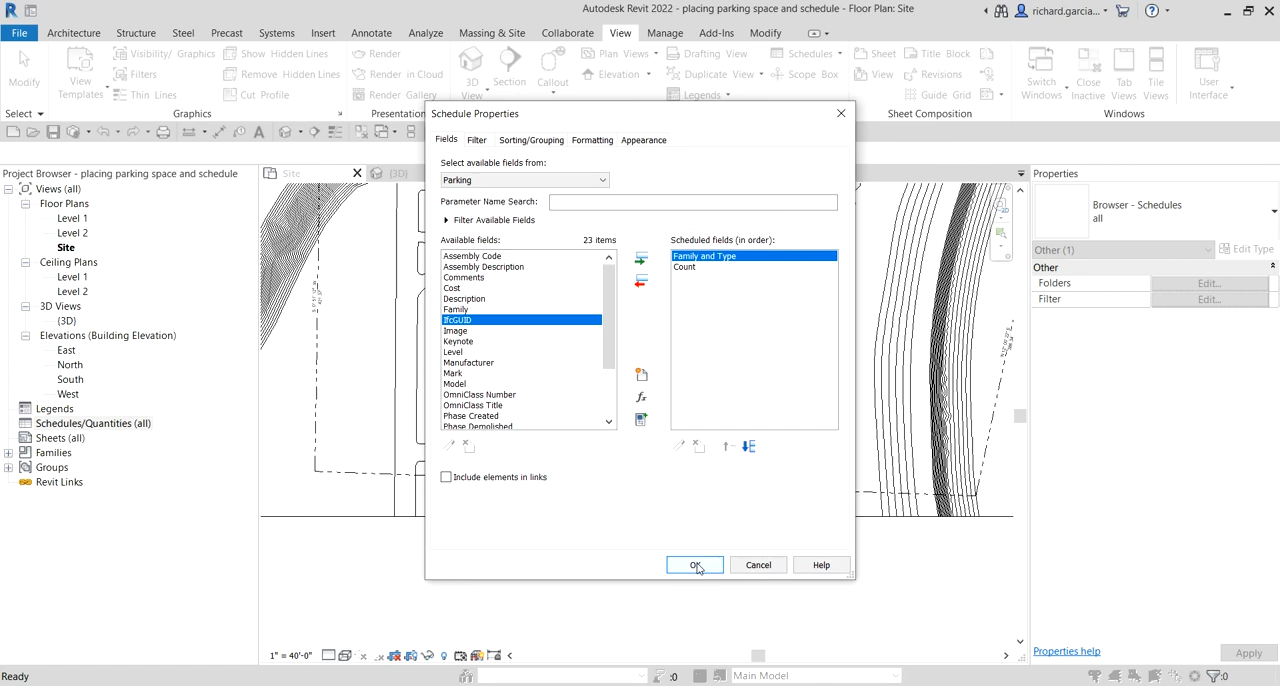 Autodesk Revit 2022 - placing parking space and schedule - Floor Plan: Site
richard.garcia...
File Architecture Structure Steel Precast Systems Insert Annotate Analyze Massing & Site Collaborate View Manage Add-Ins Modify
Modify
View Templates
Visibility/ Graphics
Filters
Thin Lines
Show Hidden Lines
Remove Hidden Lines
Cut Profile
Render
Render in Cloud
Render Gallery
3D View
Section
Callout
Plan Views
Elevation
Drafting View
Duplicate View
Legends
Schedules
Scope Box
Sheet
View
Title Block
Revisions
Guide Grid
Switch Windows
Close Inactive
Tab Views
Tile Views
User Interface
Select
Graphics
Presentation
Sheet Composition
Windows
Project Browser - placing parking space and schedule
Views (all)
Floor Plans
Level 1
Level 2
Site
Ceiling Plans
Level 1
Level 2
3D Views
{3D}
Elevations (Building Elevation)
East
North
South
West
Legends
Schedules/Quantities (all)
Sheets (all)
Families
Groups
Revit Links
Site
{3D}
Schedule Properties
Fields Filter Sorting/Grouping Formatting Appearance
Select available fields from:
Parking
Parameter Name Search:
Filter Available Fields
Available fields: 23 items
Assembly Code
Assembly Description
Comments
Cost
Description
Family
IfcGUID
Image
Keynote
Level
Manufacturer
Mark
Model
OmniClass Number
OmniClass Title
Phase Created
Phase Demolished
Scheduled fields (in order):
Family and Type
Count
Include elements in links
OK Cancel Help
Properties
Browser - Schedules
all
Other (1)
Edit Type
Other
Folders Edit...
Filter Edit...
Properties help
Apply
1" = 40'-0"
Ready
:0
Main Model
:0